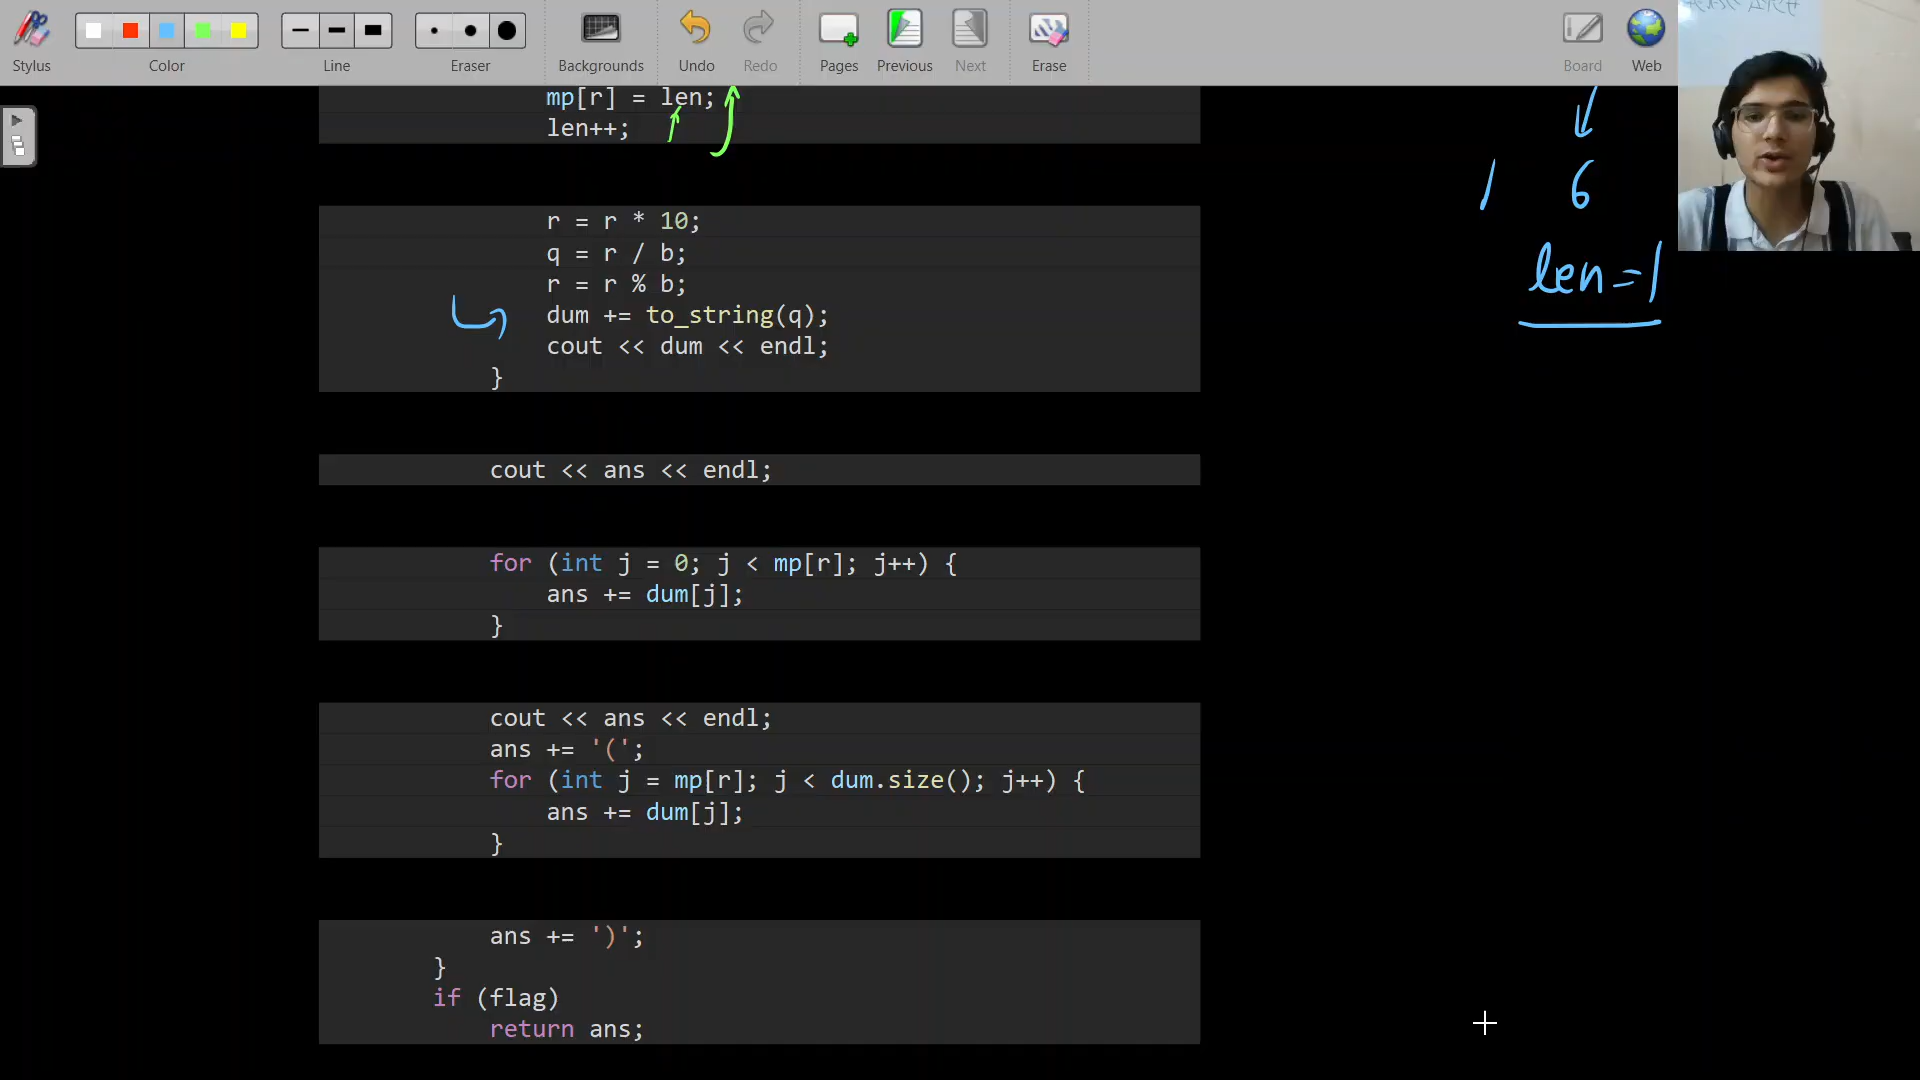 Stylus
Color
Line
Eraser
Backgrounds
Undo
Redo
Pages
Previous
Next
Erase
Board
Web
mp[r] = len;
len++;
r = r * 10;
q = r / b;
r = r % b;
dum += to_string(q);
cout << dum << endl;
}
cout << ans << endl;
for (int j = 0; j < mp[r]; j++) {
ans += dum[j];
}
cout << ans << endl;
ans += '(';
for (int j = mp[r]; j < dum.size(); j++) {
ans += dum[j];
}
ans += ')';
}
if (flag)
return ans;
1 6
len=1